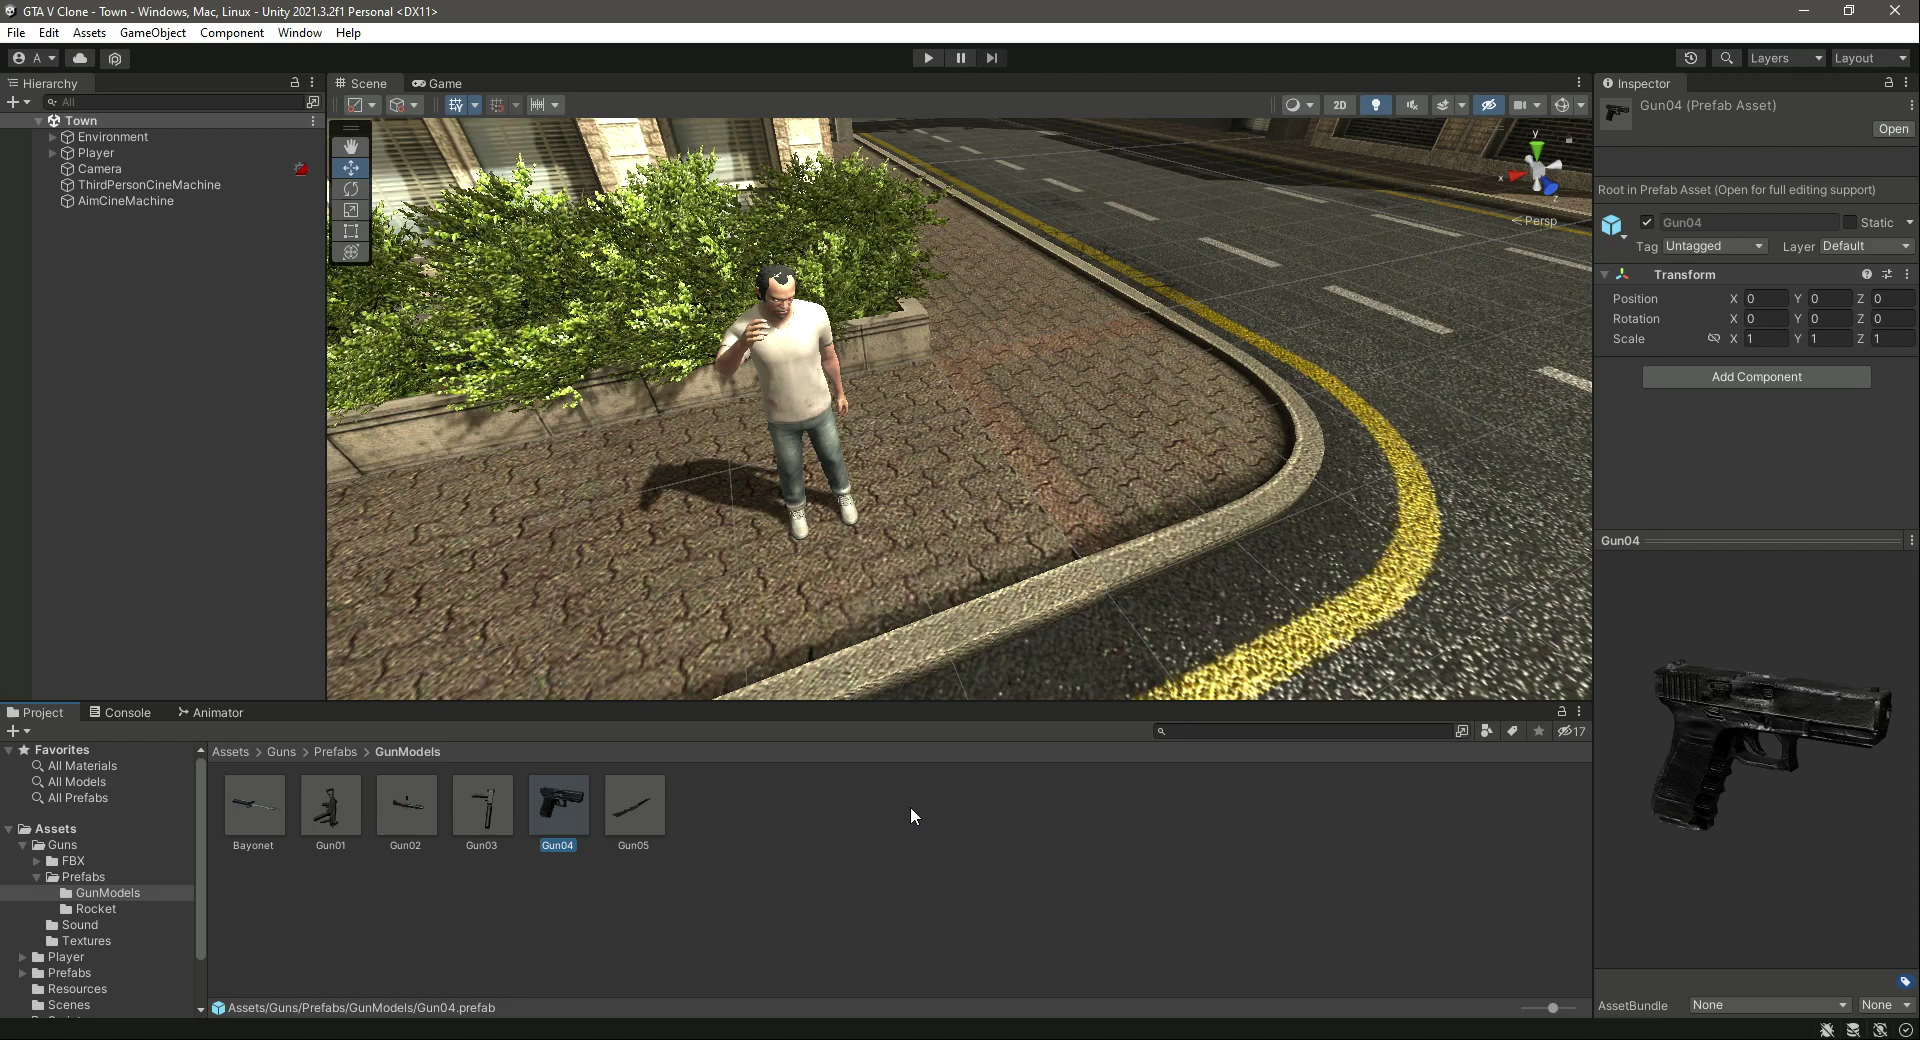 GTA V Clone - Town - Windows, Mac, Linux - Unity 2021.3.2f1 Personal <DX11>
File Edit Assets GameObject Component Window Help
A Layers Layout
Hierarchy
All
Town
Environment
Player
Camera
ThirdPersonCineMachine
AimCineMachine
Scene Game
2D
y
x
z
Persp
Inspector
Gun04 (Prefab Asset)
Open
Root in Prefab Asset (Open for full editing support)
Gun04 Static
Tag Untagged Layer Default
Transform
Position X 0 Y 0 Z 0
Rotation X 0 Y 0 Z 0
Scale X 1 Y 1 Z 1
Add Component
Gun04
AssetBundle None None
Project Console Animator
17
Favorites
All Materials
All Models
All Prefabs
Assets
Guns
FBX
Prefabs
GunModels
Rocket
Sound
Textures
Player
Prefabs
Resources
Scenes
Assets > Guns > Prefabs > GunModels
Bayonet Gun01 Gun02 Gun03 Gun04 Gun05
Assets/Guns/Prefabs/GunModels/Gun04.prefab